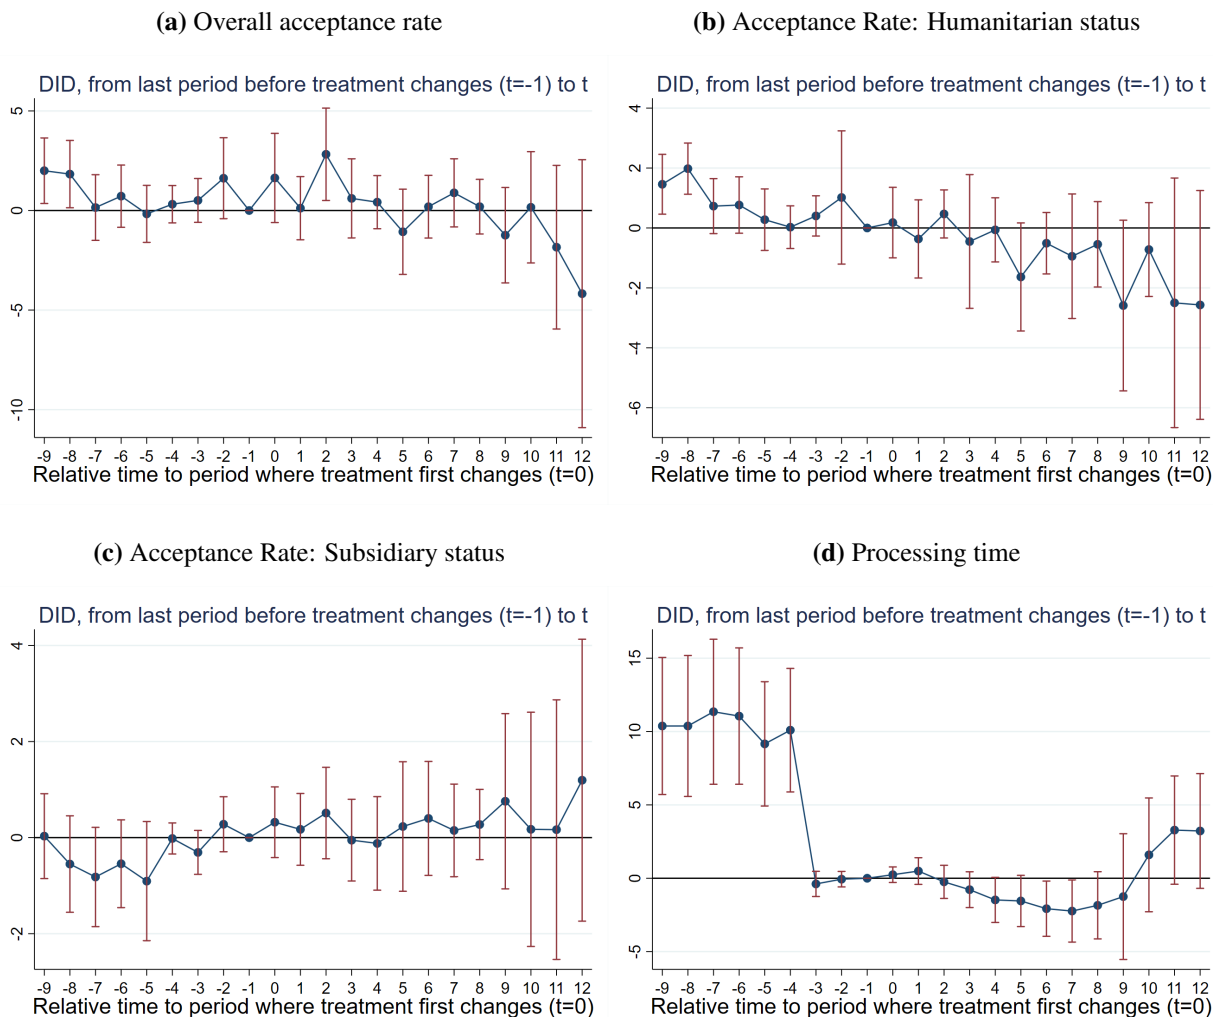 (a) Overall acceptance rate
DID, from last period before treatment changes (t=-1) to t
5
0
-5
-10
-9 -8 -7 -6 -5 -4 -3 -2 -1 0 1 2 3 4 5 6 7 8 9 10 11 12
Relative time to period where treatment first changes (t=0)
(b) Acceptance Rate: Humanitarian status
DID, from last period before treatment changes (t=-1) to t
4
2
0
-2
-4
-6
-9 -8 -7 -6 -5 -4 -3 -2 -1 0 1 2 3 4 5 6 7 8 9 10 11 12
Relative time to period where treatment first changes (t=0)
(c) Acceptance Rate: Subsidiary status
DID, from last period before treatment changes (t=-1) to t
4
2
0
-2
-9 -8 -7 -6 -5 -4 -3 -2 -1 0 1 2 3 4 5 6 7 8 9 10 11 12
Relative time to period where treatment first changes (t=0)
(d) Processing time
DID, from last period before treatment changes (t=-1) to t
15
10
5
0
-5
-9 -8 -7 -6 -5 -4 -3 -2 -1 0 1 2 3 4 5 6 7 8 9 10 11 12
Relative time to period where treatment first changes (t=0)